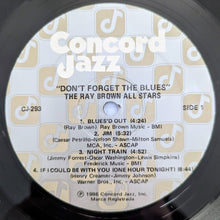 Concord
Jazz
"DON'T FORGET THE BLUES"
THE RAY BROWN ALL STARS
CJ-293
SIDE 1
1. BLUES'D OUT (4:24)
(Ray Brown) Ray Brown Music - BMI
2. JIM (5:32)
(Caesar Petrillo-Nelson Shawn-Milton Samuels)
MCA, Inc. - ASCAP
3. NIGHT TRAIN (4:52)
(Jimmy Forrest-Oscar Washington-Lewis Simpkins)
Frederick Music - BMI
4. IF I COULD BE WITH YOU (ONE HOUR TONIGHT)
(Henry Creamer-Jimmy Johnson)
Warner Bros., Inc. - ASCAP
© 1986 Concord Jazz, Inc.
Marca Registrada